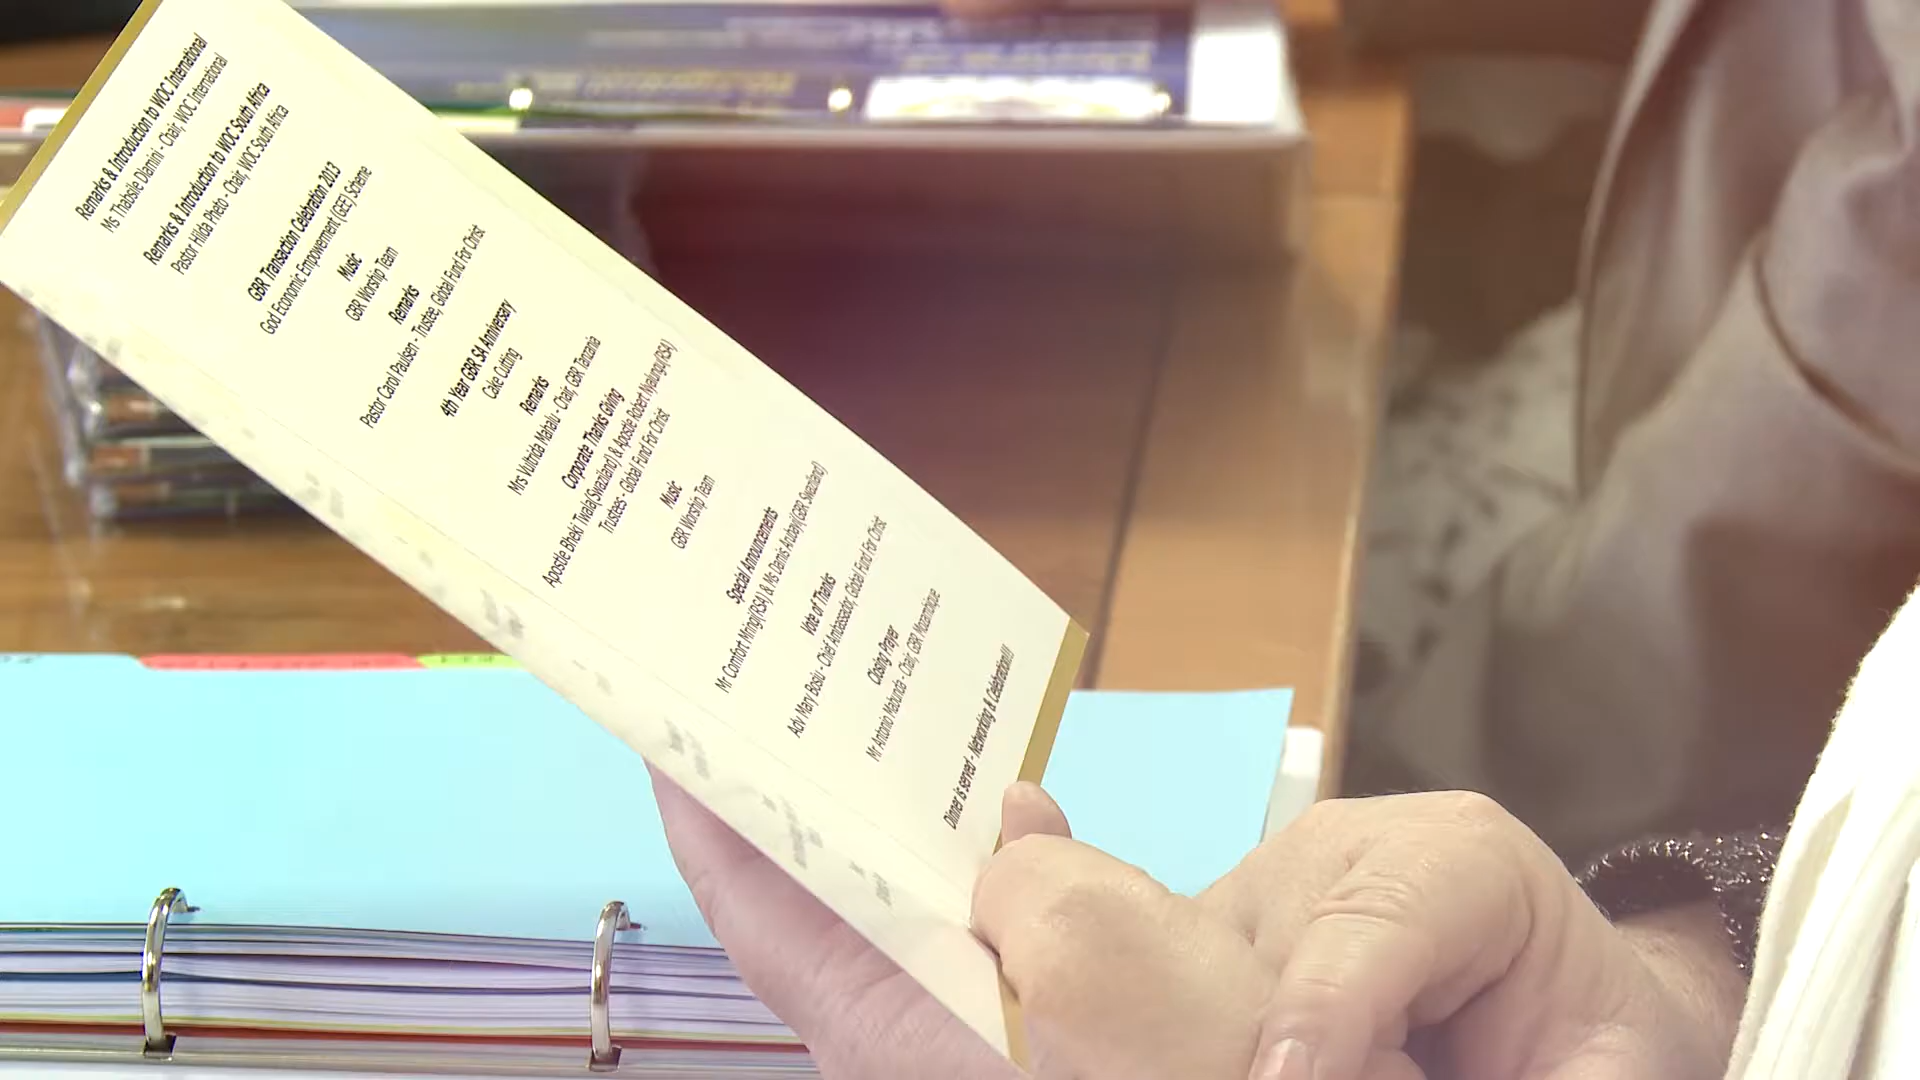 Remarks & Introduction to WOC International
Ms Thabsile Dlamini - Chair, WOC International
Remarks & Introduction to WOC South Africa
Pastor Hilda Pheto - Chair, WOC South Africa
GBR Transaction Celebration 2013
God Economic Empowerment (GEE) Scheme
Music
GBR Worship Team
Remarks
Pastor Carol Paulsen - Trustee, Global Fund For Christ
4th Year GBR SA Anniversary
Cake Cutting
Remarks
Mrs Vultrida Mahalu - Chair, GBR Tanzania
Corporate Thanks Giving
Apostle Bheki Twala(Swaziland) & Apostle Robert Nyalungu(RSA)
Trustees - Global Fund For Christ
Music
GBR Worship Team
Special Announcements
Mr Comfort (RSA) & Ms Damis (GBR Swaziland)
Vote of Thanks
Adv Mary Bosiu - Chief Ambassador, Global Fund For Christ
Closing Prayer
Mr Antonio Mabunda - Chair, GBR Mozambique
Dinner is served - Networking & Celebration!!!